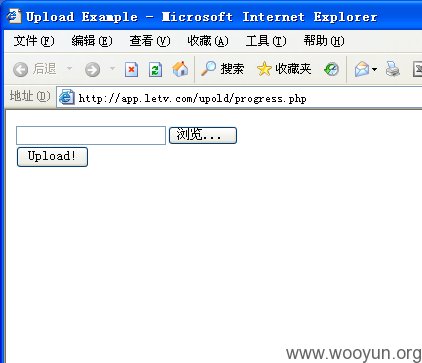 Upload Example - Microsoft Internet Explorer
文件(F) 编辑(E) 查看(V) 收藏(A) 工具(T) 帮助(H)
后退 搜索 收藏夹
地址(D) http://app.letv.com/upold/progress.php
浏览...
Upload!
www.wooyun.org